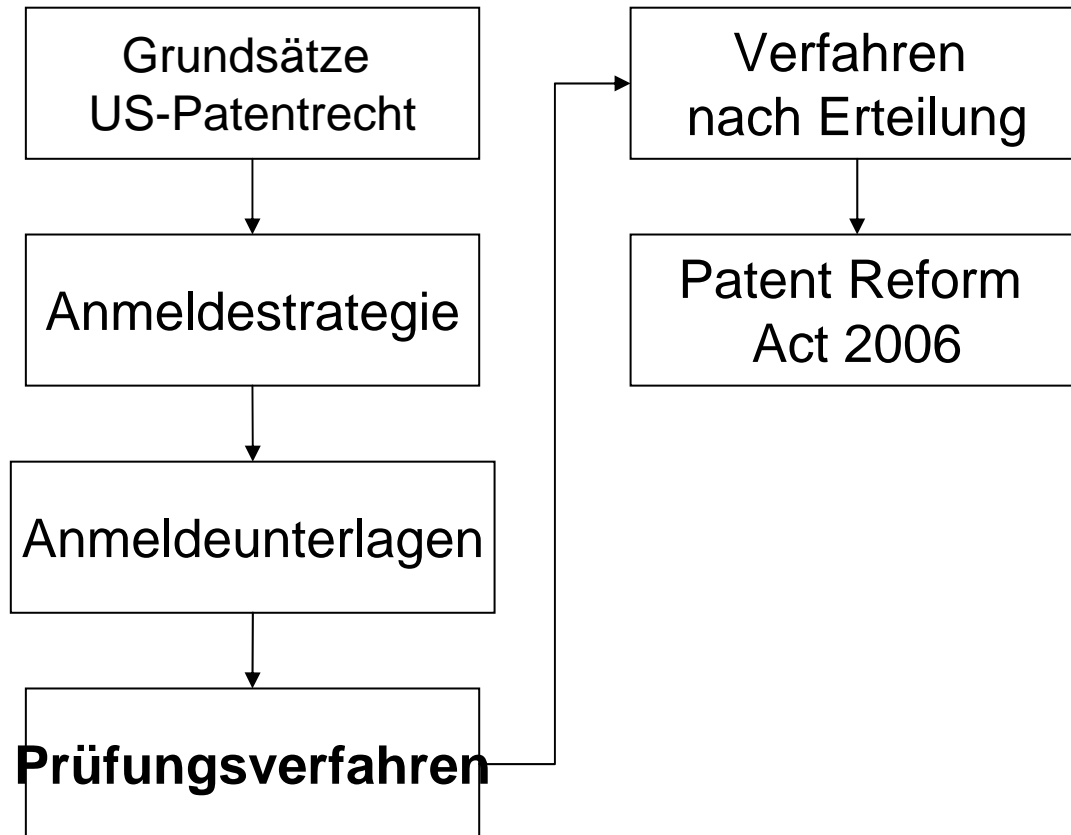 Grundsätze
US-Patentrecht
Anmeldestrategie
Anmeldeunterlagen
Prüfungsverfahren
Verfahren
nach Erteilung
Patent Reform
Act 2006